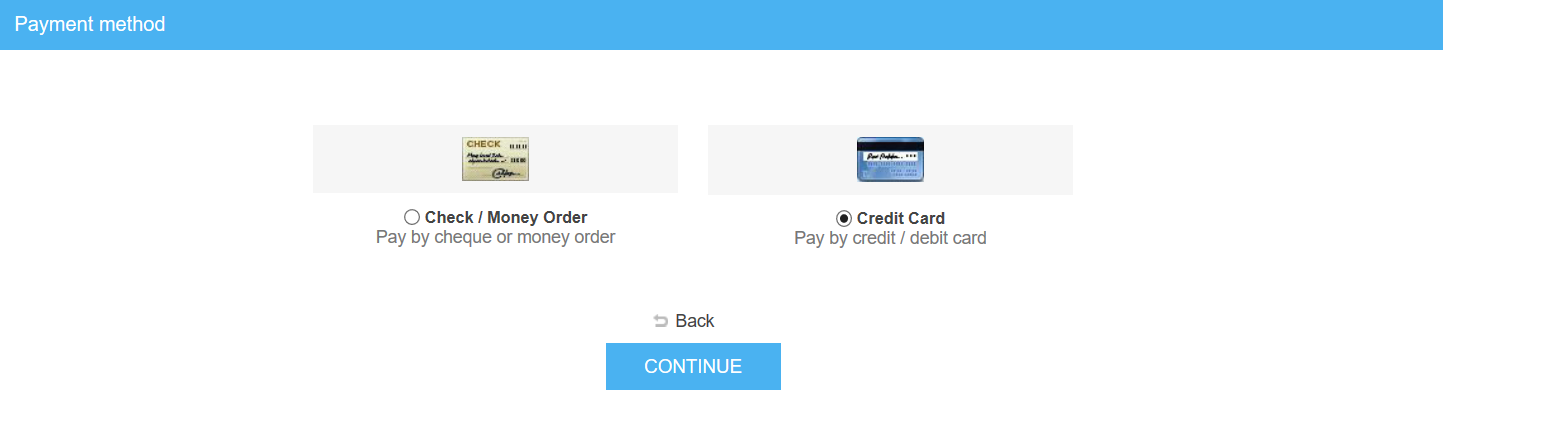 Payment method
CHECK
Check / Money Order
Pay by cheque or money order
Credit Card
Pay by credit / debit card
Back
CONTINUE